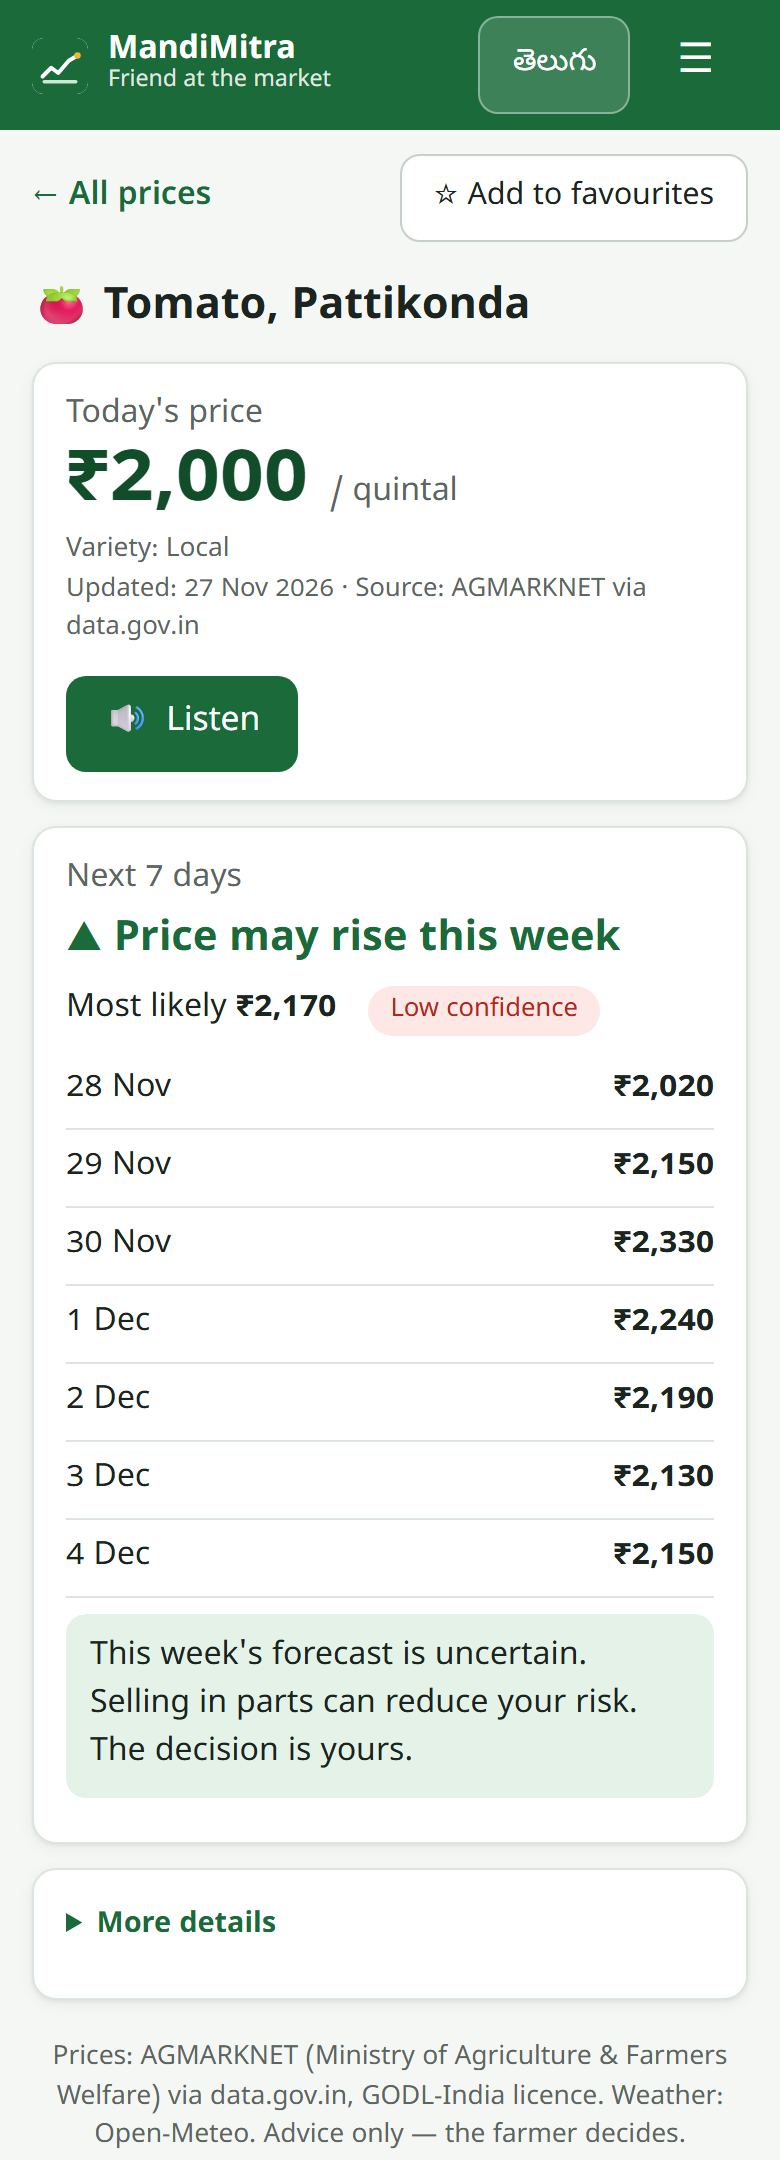 MandiMitra
Friend at the market
తెలుగు
← All prices
☆ Add to favourites
Tomato, Pattikonda
Today's price
₹2,000 / quintal
Variety: Local
Updated: 27 Nov 2026 · Source: AGMARKNET via
data.gov.in
Listen
Next 7 days
▲ Price may rise this week
Most likely ₹2,170 Low confidence
28 Nov ₹2,020
29 Nov ₹2,150
30 Nov ₹2,330
1 Dec ₹2,240
2 Dec ₹2,190
3 Dec ₹2,130
4 Dec ₹2,150
This week's forecast is uncertain.
Selling in parts can reduce your risk.
The decision is yours.
▶ More details
Prices: AGMARKNET (Ministry of Agriculture & Farmers
Welfare) via data.gov.in, GODL-India licence. Weather:
Open-Meteo. Advice only — the farmer decides.